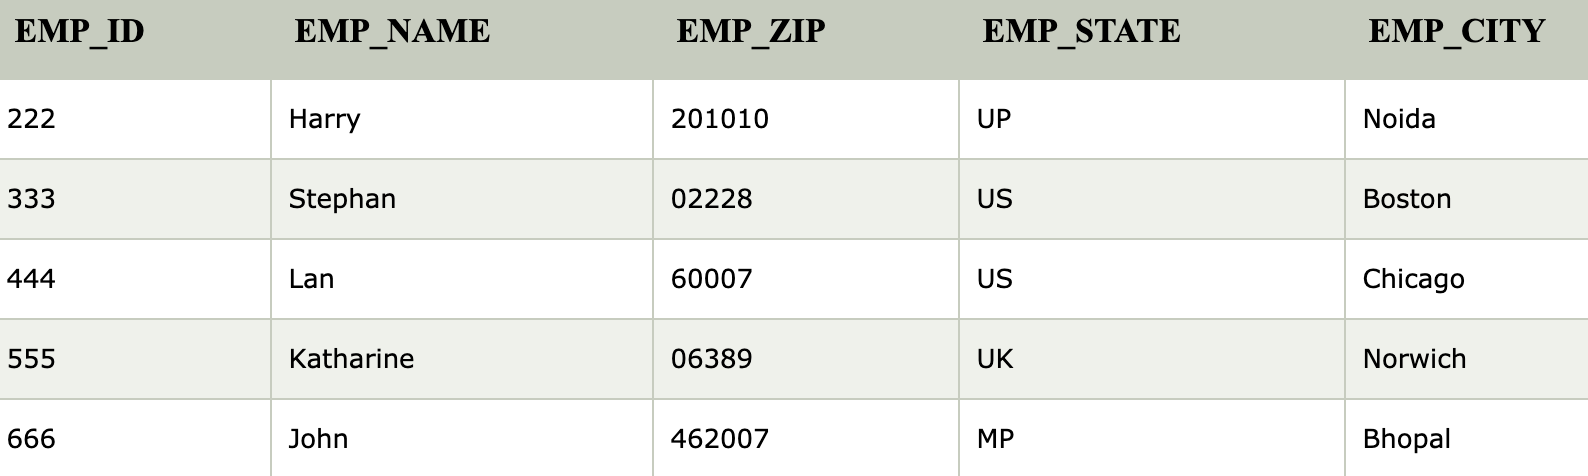 EMP_ID EMP_NAME EMP_ZIP EMP_STATE EMP_CITY
222 Harry 201010 UP Noida
333 Stephan 02228 US Boston
444 Lan 60007 US Chicago
555 Katharine 06389 UK Norwich
666 John 462007 MP Bhopal